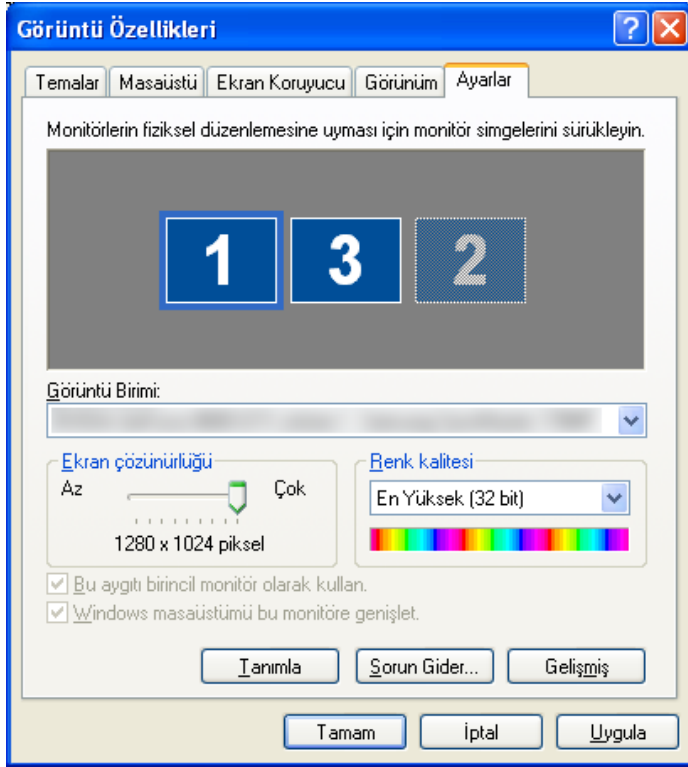 Görüntü Özellikleri
Temalar Masaüstü Ekran Koruyucu Görünüm Ayarlar
Monitörlerin fiziksel düzenlemesine uyması için monitör simgelerini sürükleyin.
1 3 2
Görüntü Birimi:
Ekran çözünürlüğü
Az Çok
1280 x 1024 piksel
Renk kalitesi
En Yüksek (32 bit)
Bu aygıtı birincil monitör olarak kullan.
Windows masaüstümü bu monitöre genişlet.
Tanımla Sorun Gider... Gelişmiş
Tamam İptal Uygula